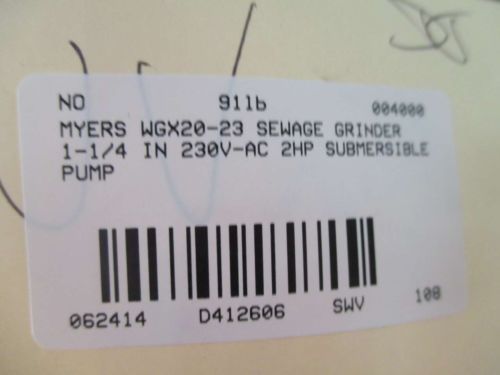 NO 91lb 004000
MYERS WGX20-23 SEWAGE GRINDER
1-1/4 IN 230V-AC 2HP SUBMERSIBLE
PUMP
062414 D412606 SWV 108